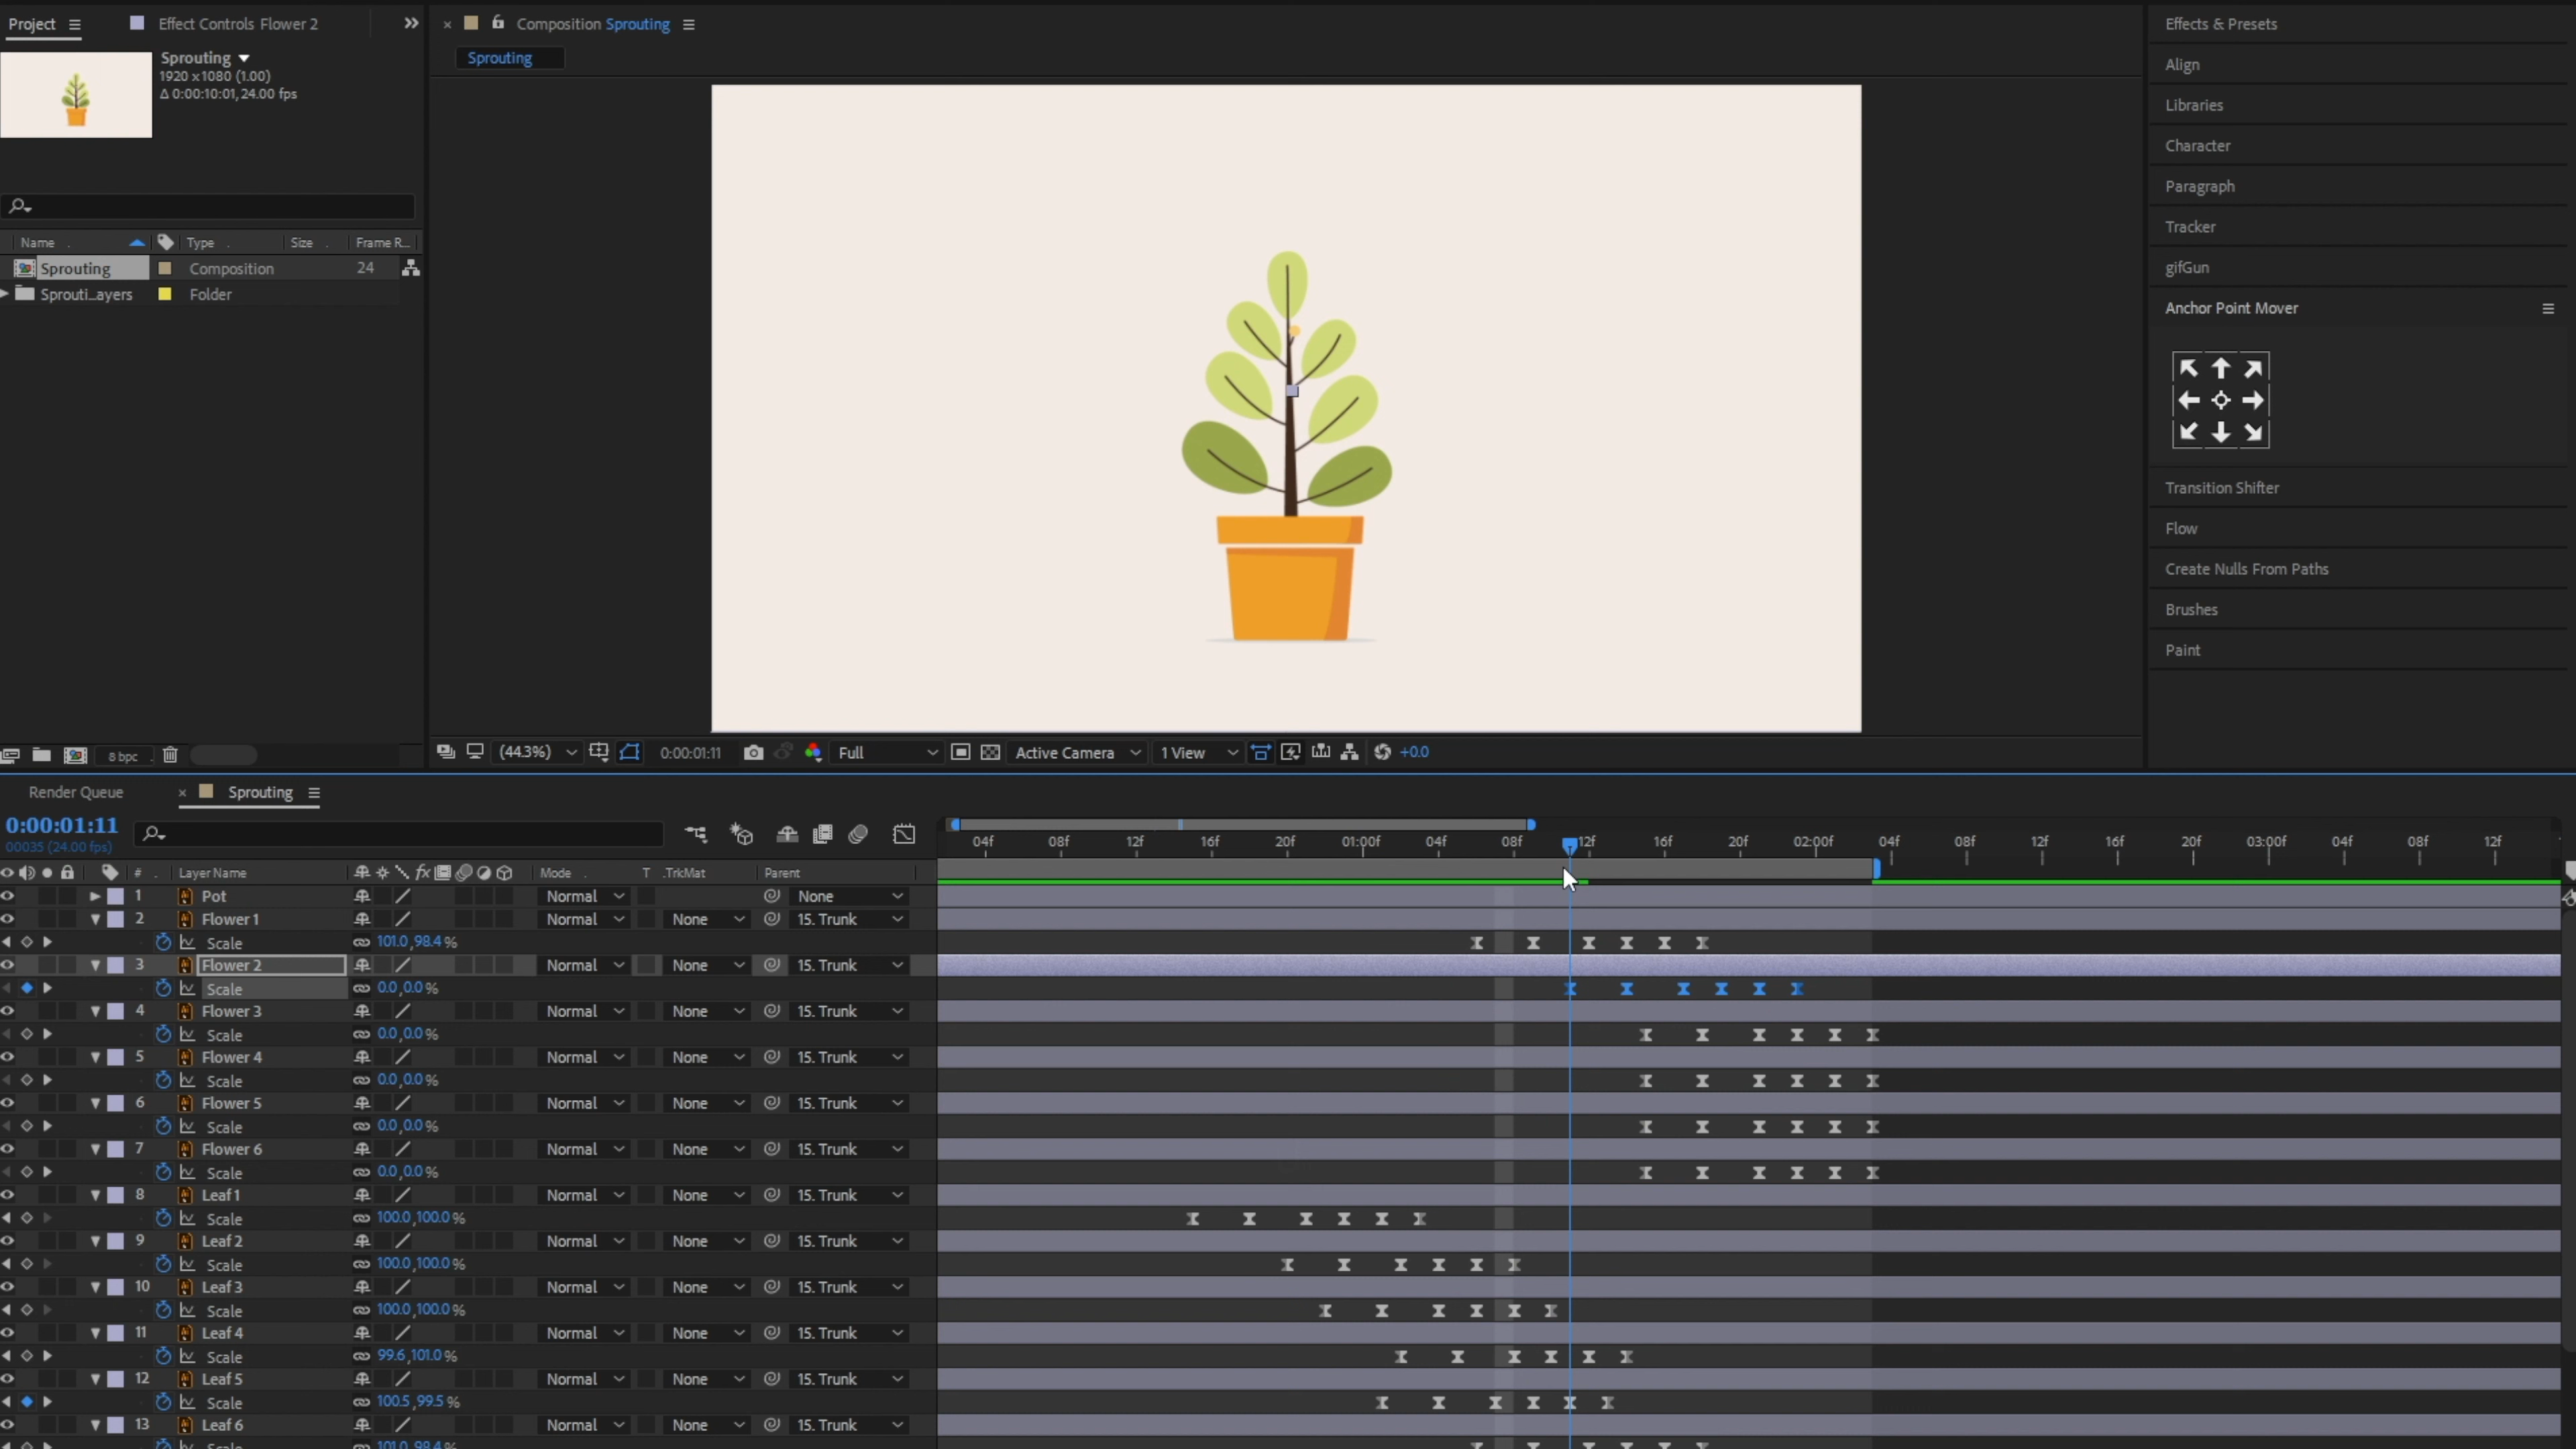 Project
Effect Controls Flower 2
Composition Sprouting
Sprouting
Sprouting
1920 x1080 (1.00)
Δ 0:00:10:01, 24.00 fps
Name Type Size Frame R...
Sprouting Composition 24
Sprouti...ayers Folder
8 bpc
(44.3%) 0:00:01:11 Full Active Camera 1 View +0.0
Effects & Presets
Align
Libraries
Character
Paragraph
Tracker
gifGun
Anchor Point Mover
Transition Shifter
Flow
Create Nulls From Paths
Brushes
Paint
Render Queue Sprouting
0:00:01:11
00035 (24.00 fps)
04f 08f 12f 16f 20f 01:00f 04f 08f 12f 16f 20f 02:00f 04f 08f 12f 16f 20f 03:00f 04f 08f 12f
# Layer Name fx Mode T .TrkMat Parent
1 Pot Normal None
2 Flower 1 Normal None 15. Trunk
Scale 101.0,98.4%
3 Flower 2 Normal None 15. Trunk
Scale 0.0,0.0%
4 Flower 3 Normal None 15. Trunk
Scale 0.0,0.0%
5 Flower 4 Normal None 15. Trunk
Scale 0.0,0.0%
6 Flower 5 Normal None 15. Trunk
Scale 0.0,0.0%
7 Flower 6 Normal None 15. Trunk
Scale 0.0,0.0%
8 Leaf 1 Normal None 15. Trunk
Scale 100.0,100.0%
9 Leaf 2 Normal None 15. Trunk
Scale 100.0,100.0%
10 Leaf 3 Normal None 15. Trunk
Scale 100.0,100.0%
11 Leaf 4 Normal None 15. Trunk
Scale 99.6,101.0%
12 Leaf 5 Normal None 15. Trunk
Scale 100.5,99.5%
13 Leaf 6 Normal None 15. Trunk
Scale 101.0,98.4%